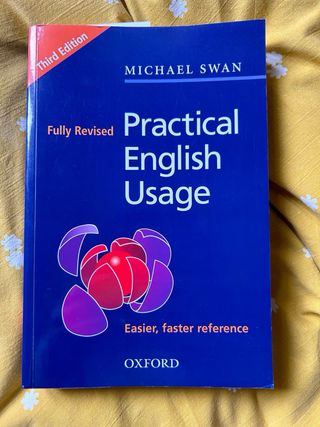 Third Edition
MICHAEL SWAN
Fully Revised
Practical
English
Usage
Easier, faster reference
OXFORD